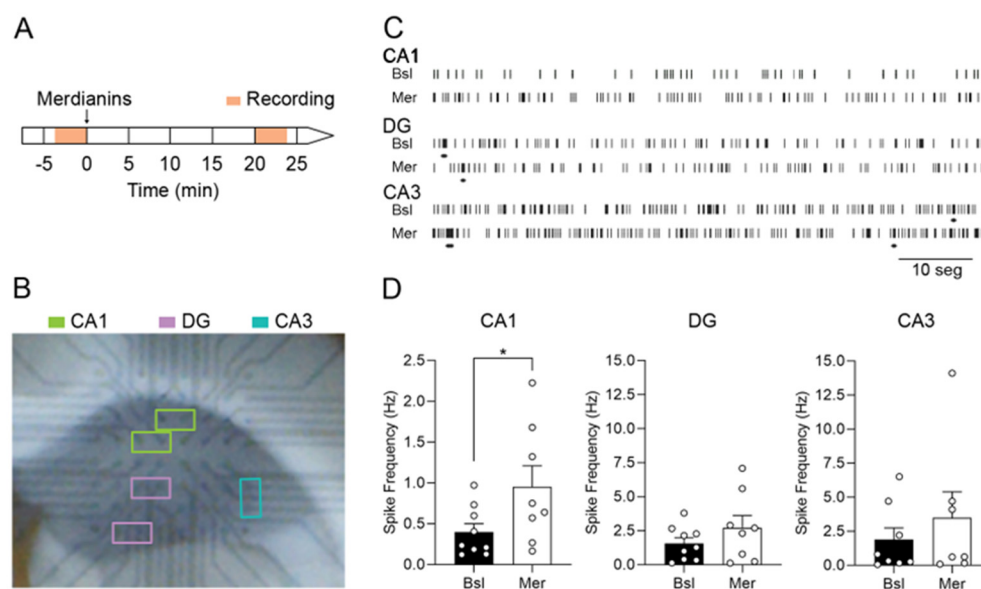 A
Merdianins
Recording
-5 0 5 10 15 20 25
Time (min)
B
CA1 DG CA3
C
CA1
Bsl
Mer
DG
Bsl
Mer
CA3
Bsl
Mer
10 seg
D
CA1
Spike Frequency (Hz)
2.5
2.0
1.5
1.0
0.5
0.0
*
Bsl Mer
DG
Spike Frequency (Hz)
15.0
12.5
10.0
7.5
5.0
2.5
0.0
Bsl Mer
CA3
Spike Frequency (Hz)
15.0
12.5
10.0
7.5
5.0
2.5
0.0
Bsl Mer